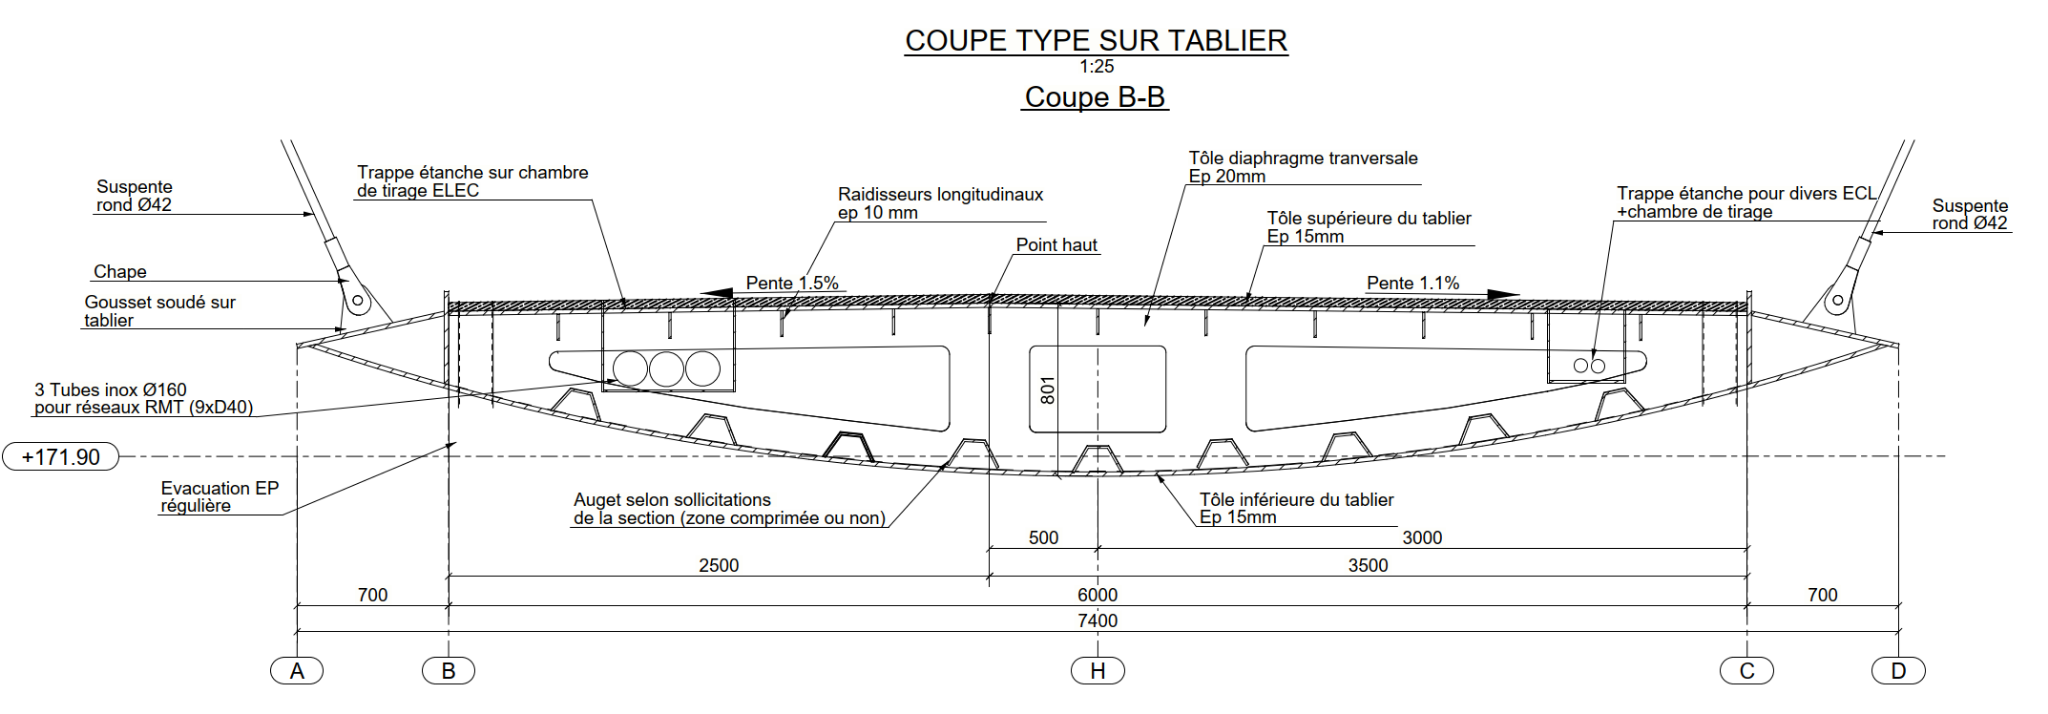 COUPE TYPE SUR TABLIER
1:25
Coupe B-B
Suspente
rond Ø42
Trappe étanche sur chambre
de tirage ELEC
Raidisseurs longitudinaux
ep 10 mm
Tôle diaphragme tranversale
Ep 20mm
Trappe étanche pour divers ECL
+chambre de tirage
Suspente
rond Ø42
Tôle supérieure du tablier
Ep 15mm
Point haut
Chape
Gousset soudé sur
tablier
Pente 1.5%
Pente 1.1%
3 Tubes inox Ø160
pour réseaux RMT (9xD40)
801
+171.90
Evacuation EP
régulière
Auget selon sollicitations
de la section (zone comprimée ou non)
Tôle inférieure du tablier
Ep 15mm
500
3000
2500
3500
700
6000
700
7400
A
B
H
C
D